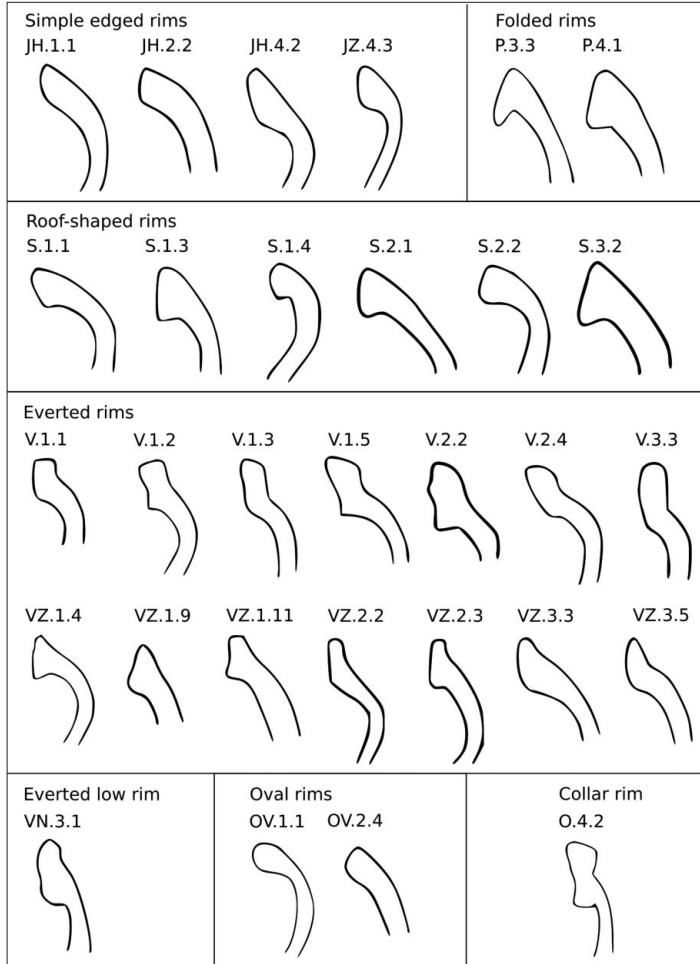 Simple edged rims
JH.1.1 JH.2.2 JH.4.2 JZ.4.3
Folded rims
P.3.3 P.4.1
Roof-shaped rims
S.1.1 S.1.3 S.1.4 S.2.1 S.2.2 S.3.2
Everted rims
V.1.1 V.1.2 V.1.3 V.1.5 V.2.2 V.2.4 V.3.3
VZ.1.4 VZ.1.9 VZ.1.11 VZ.2.2 VZ.2.3 VZ.3.3 VZ.3.5
Everted low rim
VN.3.1
Oval rims
OV.1.1 OV.2.4
Collar rim
O.4.2